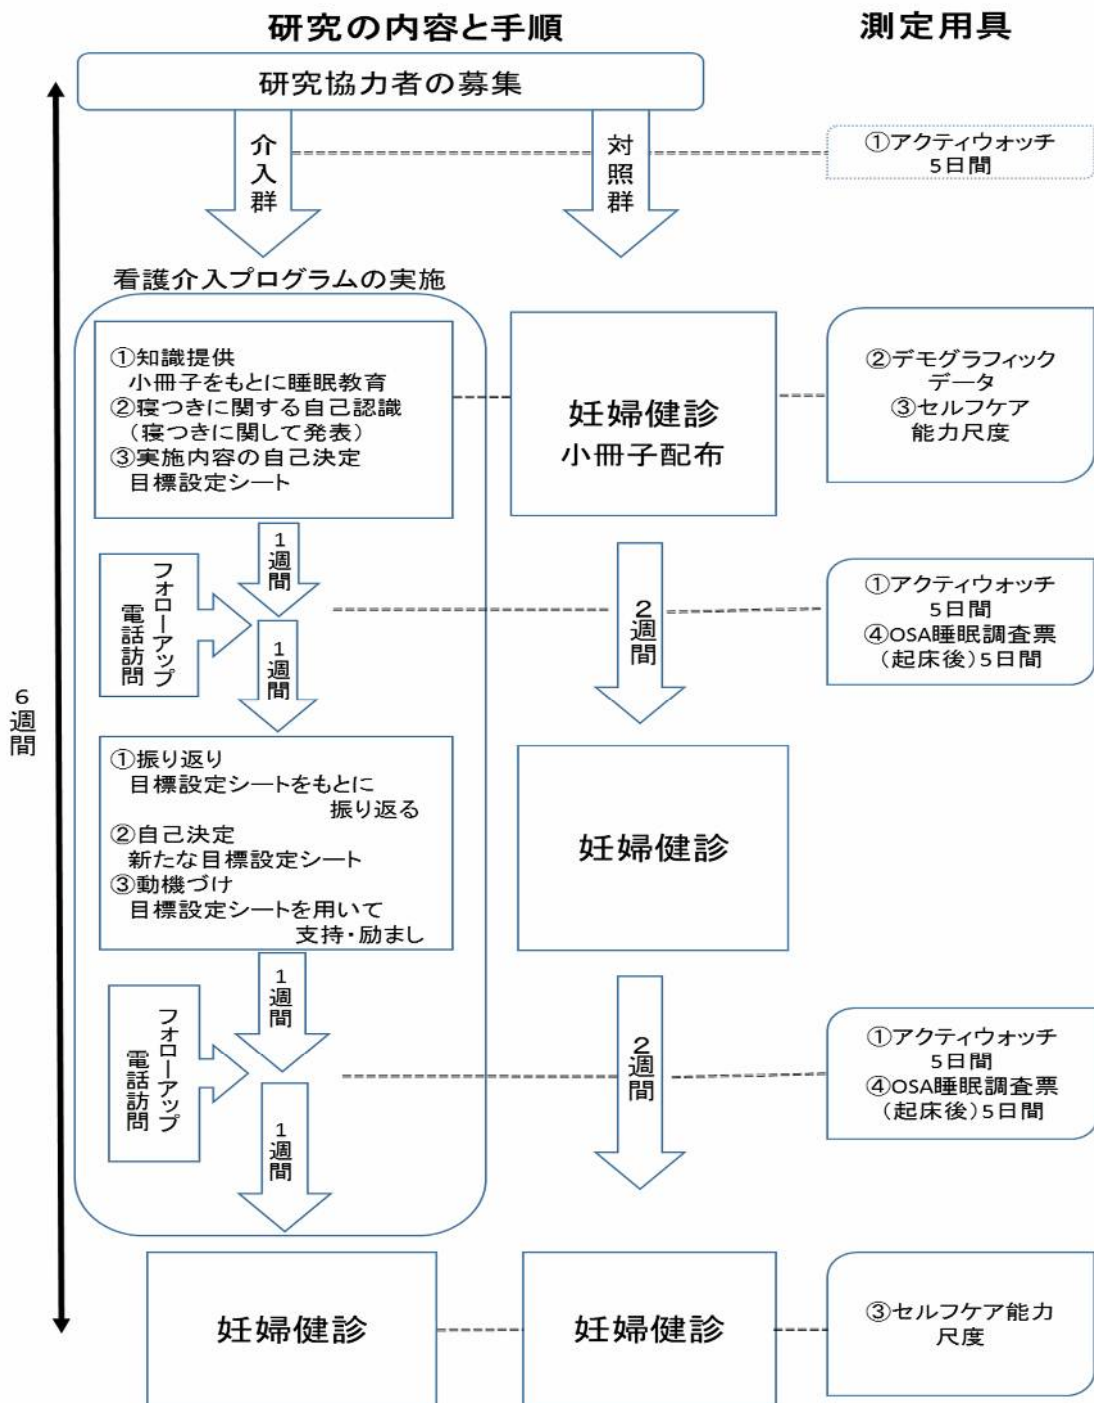 研究の内容と手順
測定用具
研究協力者の募集
介入群
対照群
①アクティウォッチ
5日間
看護介入プログラムの実施
①知識提供
小冊子をもとに睡眠教育
②寝つきに関する自己認識
（寝つきに関して発表）
③実施内容の自己決定
目標設定シート
妊婦健診
小冊子配布
②デモグラフィック
データ
③セルフケア
能力尺度
1週間
フォローアップ
電話訪問
1週間
2週間
①アクティウォッチ
5日間
④OSA睡眠調査票
（起床後）5日間
6週間
①振り返り
目標設定シートをもとに
振り返る
②自己決定
新たな目標設定シート
③動機づけ
目標設定シートを用いて
支持・励まし
妊婦健診
1週間
フォローアップ
電話訪問
1週間
2週間
①アクティウォッチ
5日間
④OSA睡眠調査票
（起床後）5日間
妊婦健診
妊婦健診
③セルフケア能力
尺度